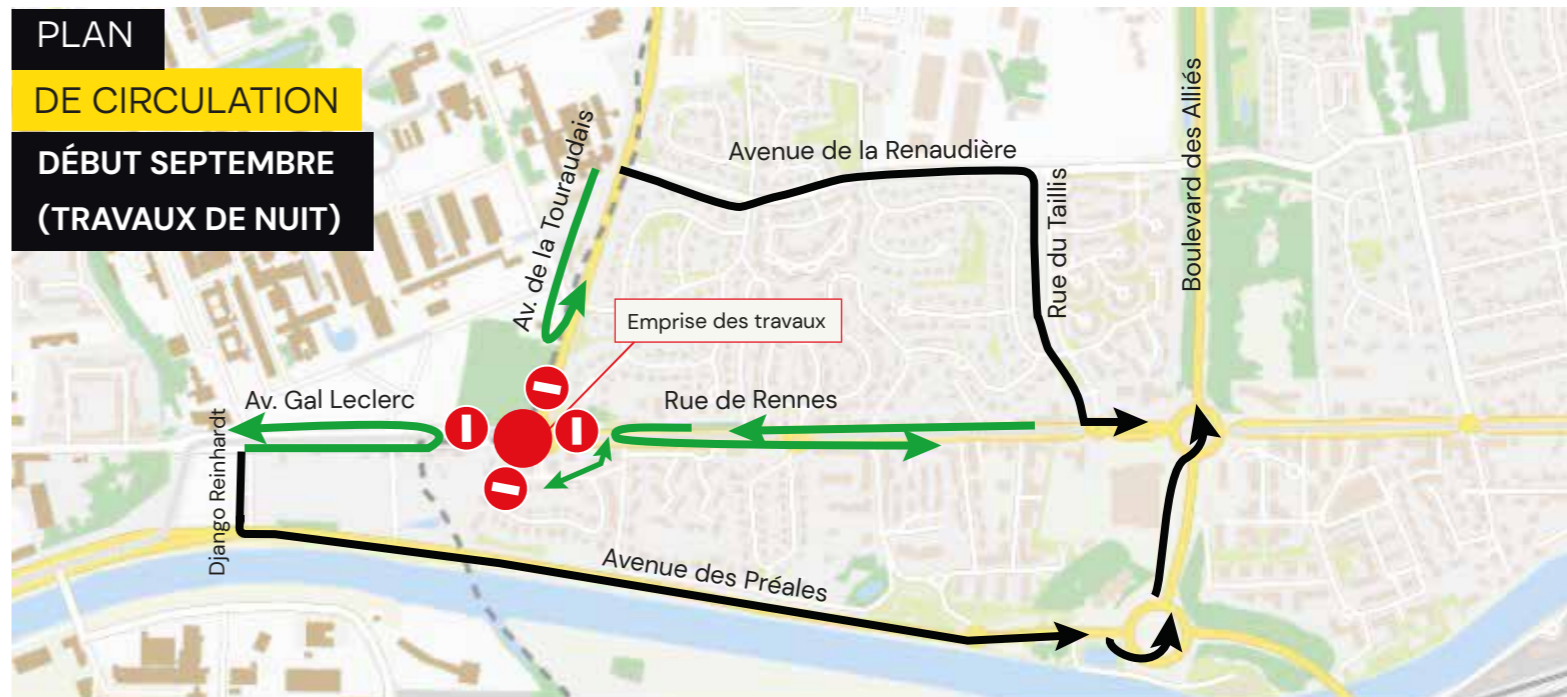 PLAN
DE CIRCULATION
DÉBUT SEPTEMBRE
(TRAVAUX DE NUIT)
Av. de la Touraudais
Avenue de la Renaudière
Rue du Taillis
Boulevard des Alliés
Emprise des travaux
Av. Gal Leclerc
Rue de Rennes
Django Reinhardt
Avenue des Préales